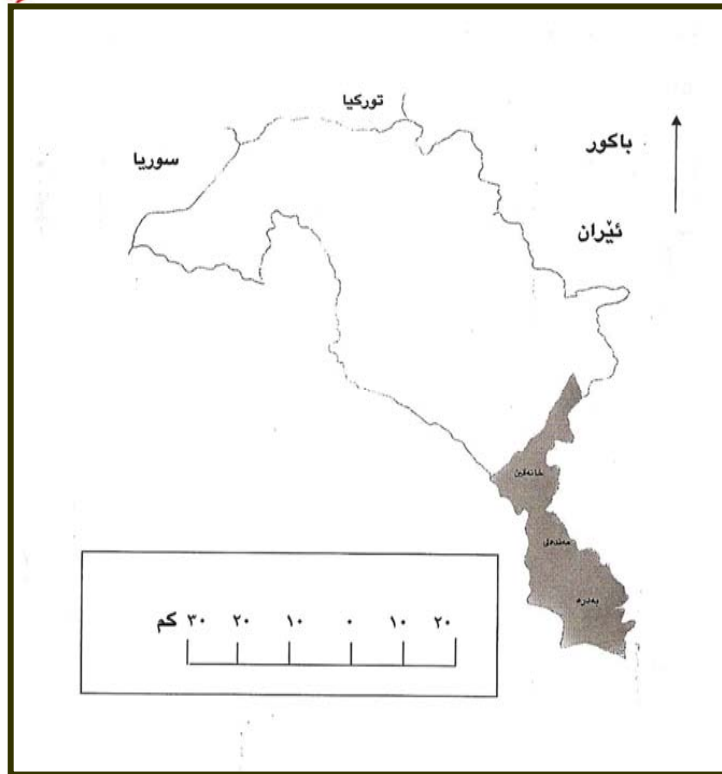 تورکیا
باکور
سوریا
ئێران
خانەقین
مەندەلی
بەدرە
کم ٣٠ ٢٠ ١٠ ٠ ١٠ ٢٠